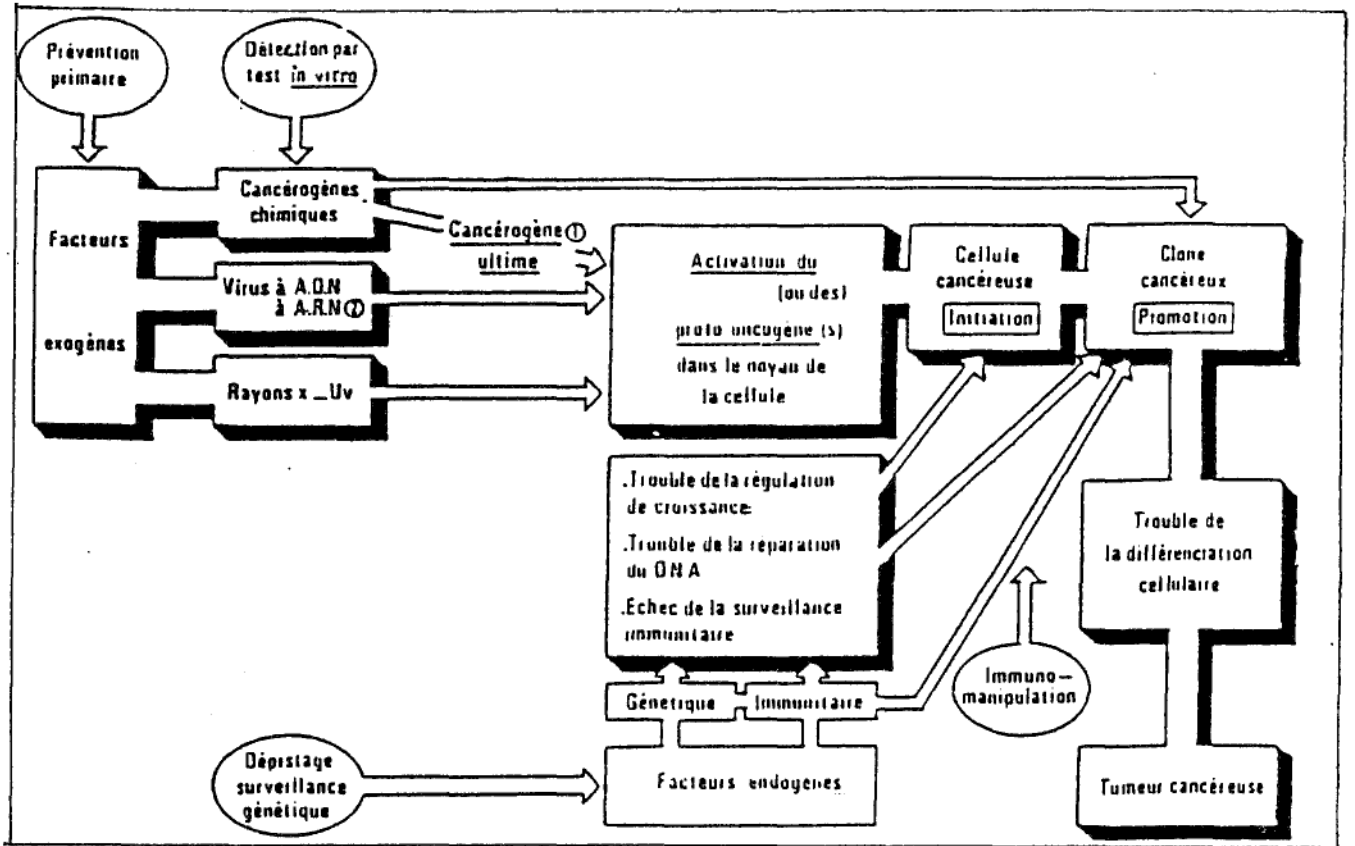 Prévention
primaire
Détection par
test in vitro
Facteurs
exogènes
Cancérogènes
chimiques
Cancérogène ①
ultime
Virus à A.D.N
à A.R.N ②
Rayons x _ Uv
Activation du
(ou des)
proto oncogène (s)
dans le noyau de
la cellule
Cellule
cancéreuse
Initiation
Clone
cancéreux
Promotion
.Trouble de la régulation
de croissance
.Trouble de la réparation
du DNA
.Echec de la surveillance
immunitaire
Trouble de
la différenciation
cellulaire
Génétique
Immunitaire
Immuno-
manipulation
Dépistage
surveillance
génétique
Facteurs endogènes
Tumeur cancéreuse